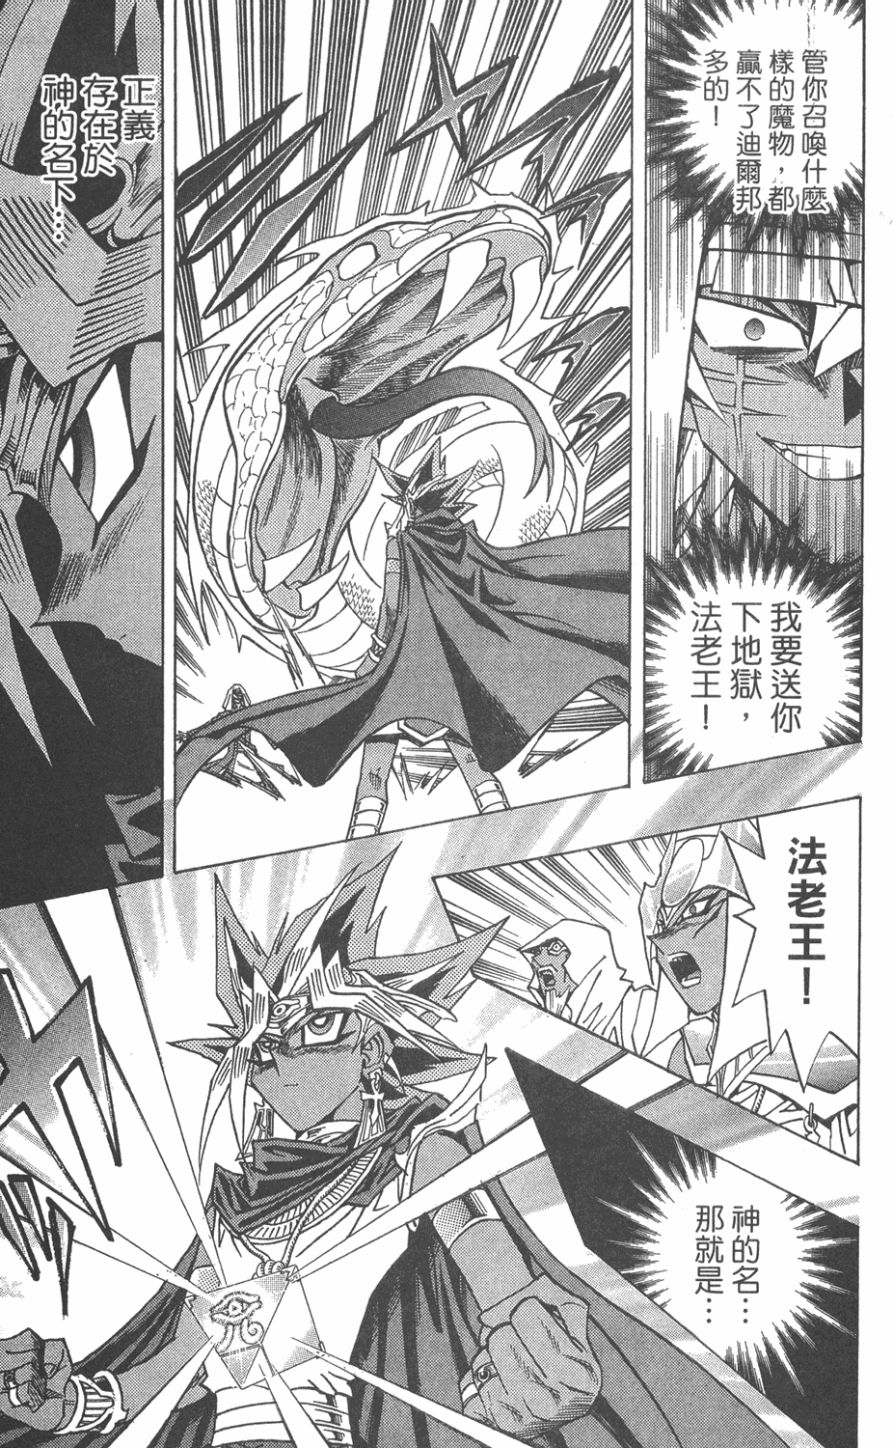 管你召喚什麼
樣的魔物，都
贏不了迪爾邦
多的！
我要送你
下地獄，
法老王！
正義
存在於
神的名下…
法老王！
神的名…
那就是…